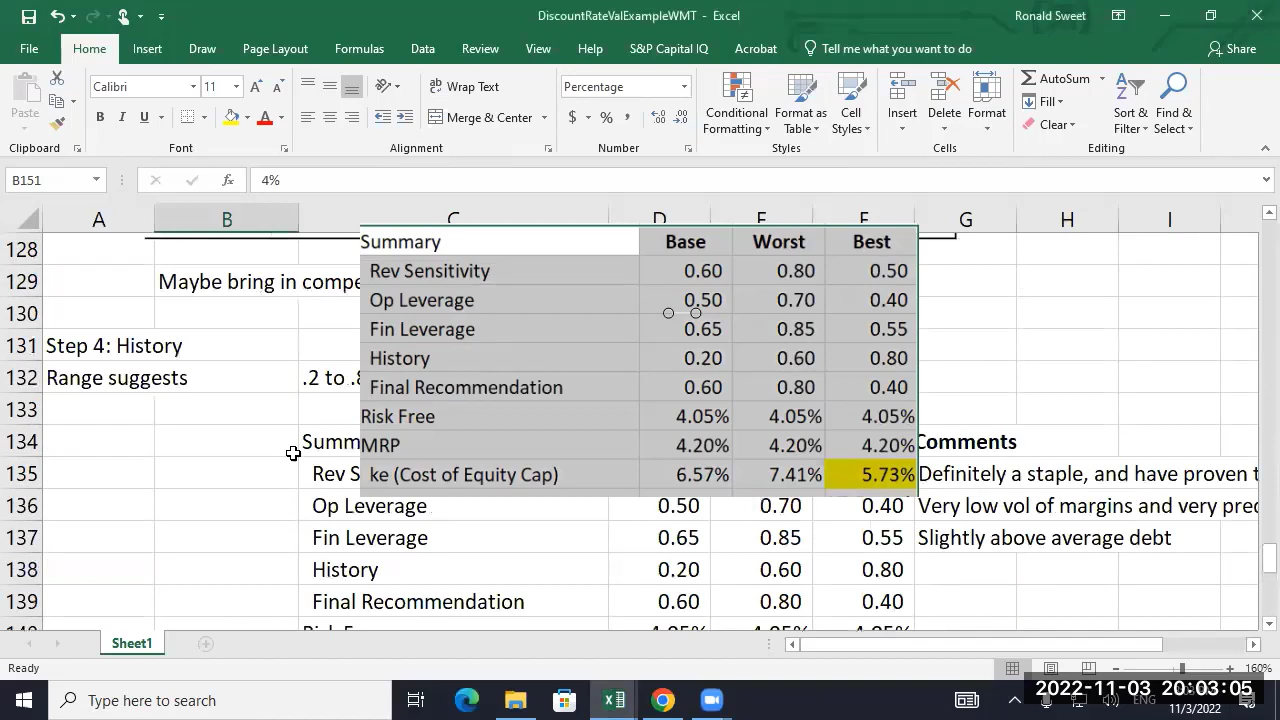 DiscountRateValExampleWMT - Excel
Ronald Sweet
File Home Insert Draw Page Layout Formulas Data Review View Help S&P Capital IQ Acrobat Tell me what you want to do Share
Paste
Calibri 11
B I U
Wrap Text
Merge & Center
Percentage
$ % ,
Conditional Formatting
Format as Table
Cell Styles
Insert Delete Format
AutoSum
Fill
Clear
Sort & Filter
Find & Select
Clipboard Font Alignment Number Styles Cells Editing
B151 fx 4%
A B C D E F G H I
128
129 Maybe bring in compe
130
131 Step 4: History
132 Range suggests .2 to .8
133
134 Summ Comments
135 Rev S Definitely a staple, and have proven t
136 Op Leverage 0.50 0.70 0.40 Very low vol of margins and very pred
137 Fin Leverage 0.65 0.85 0.55 Slightly above average debt
138 History 0.20 0.60 0.80
139 Final Recommendation 0.60 0.80 0.40
Summary Base Worst Best
Rev Sensitivity 0.60 0.80 0.50
Op Leverage 0.50 0.70 0.40
Fin Leverage 0.65 0.85 0.55
History 0.20 0.60 0.80
Final Recommendation 0.60 0.80 0.40
Risk Free 4.05% 4.05% 4.05%
MRP 4.20% 4.20% 4.20%
ke (Cost of Equity Cap) 6.57% 7.41% 5.73%
Sheet1
Ready 160%
Type here to search
2022-11-03 20:03:05
ENG
11/3/2022